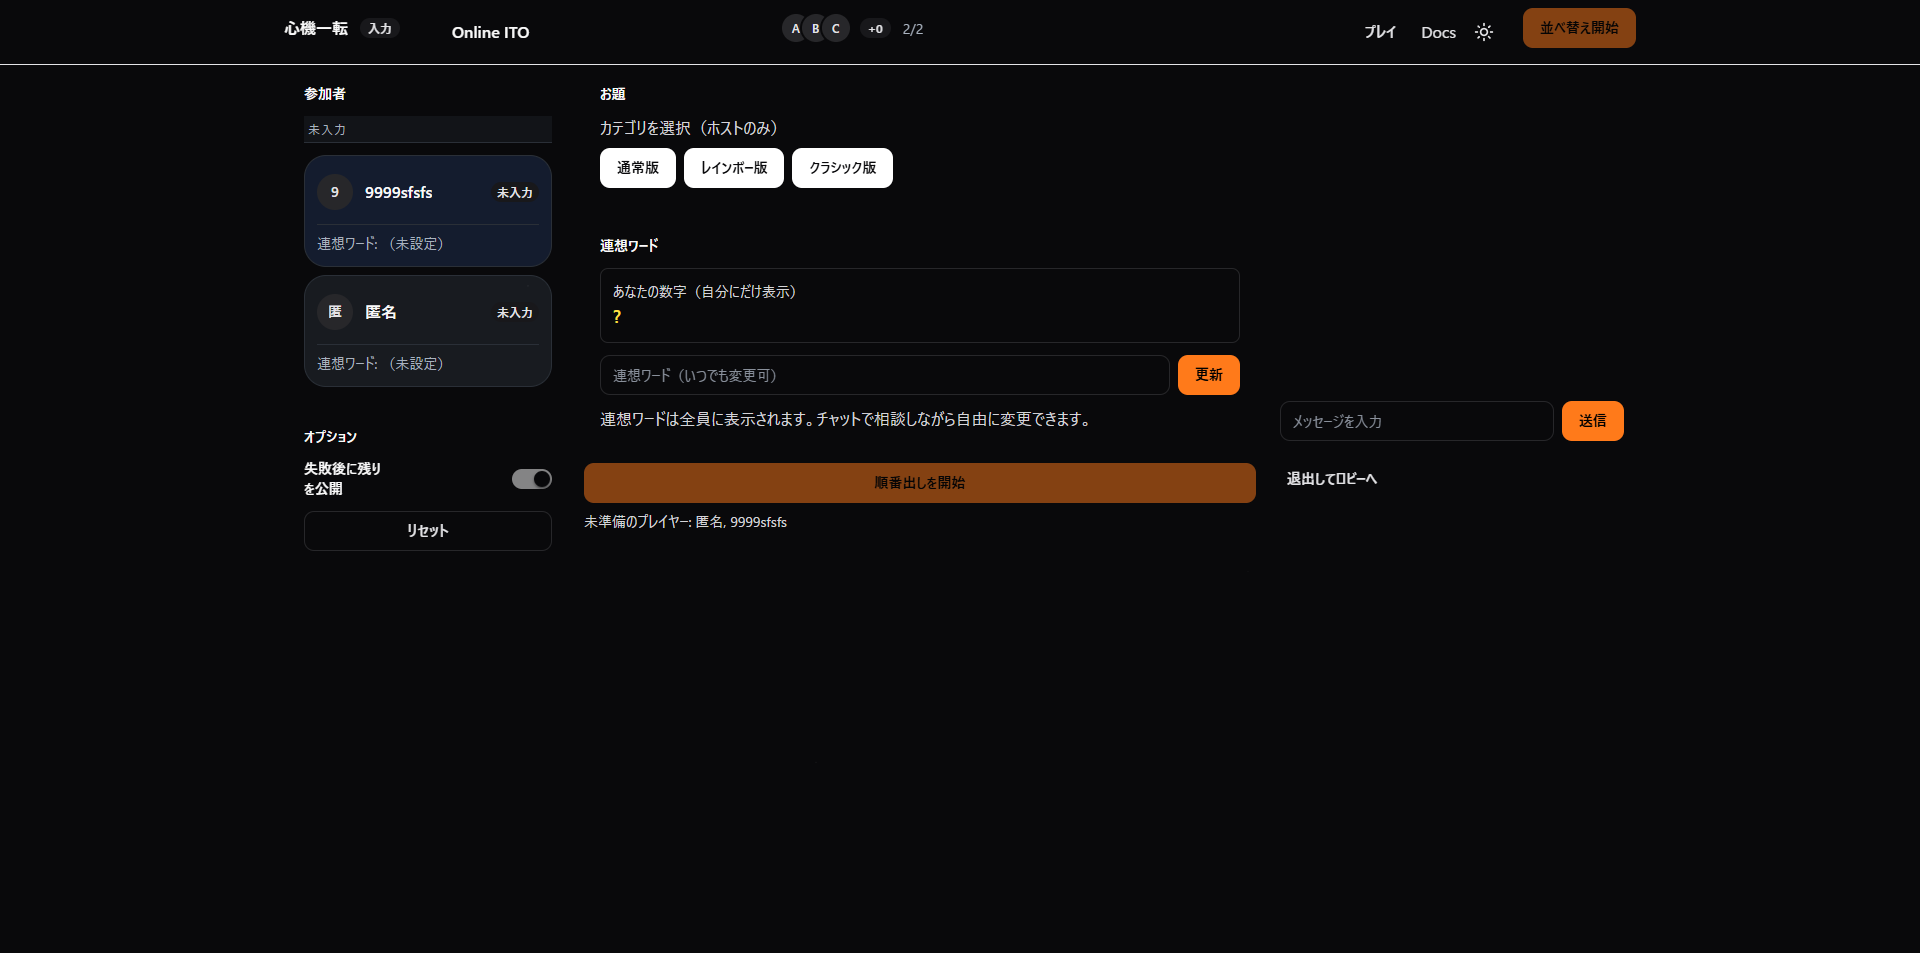 心機一転 入力 Online ITO A B C +0 2/2 プレイ Docs 並べ替え開始
参加者
未入力
9 9999sfsfs 未入力
連想ワード: (未設定)
匿 匿名 未入力
連想ワード: (未設定)
オプション
失敗後に残り
を公開
リセット
お題
カテゴリを選択(ホストのみ)
通常版 レインボー版 クラシック版
連想ワード
あなたの数字(自分にだけ表示)
?
連想ワード(いつでも変更可) 更新
連想ワードは全員に表示されます。チャットで相談しながら自由に変更できます。
順番出しを開始
未準備のプレイヤー: 匿名, 9999sfsfs
メッセージを入力 送信
退出してロビーへ